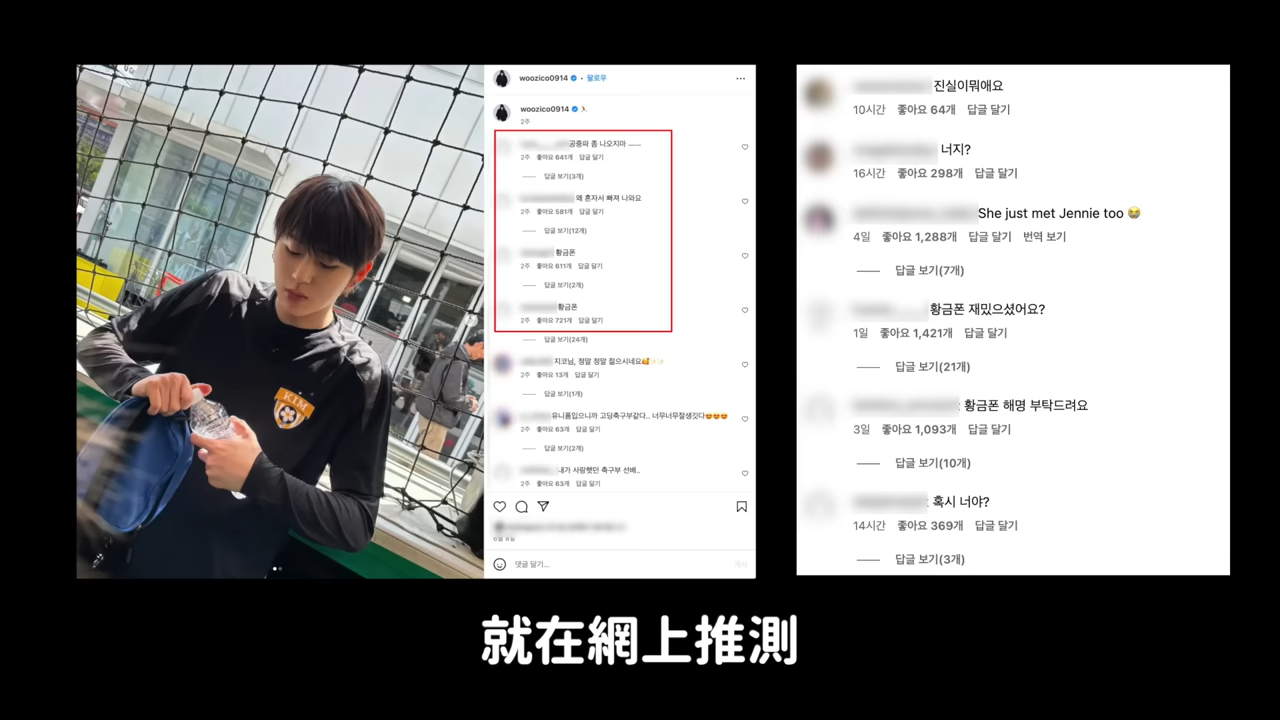 KIM
woozico0914 • 팔로우
woozico0914
2주
궁중파 좀 나오지마 ㅡㅡ
2주 좋아요 641개 답글 달기
답글 보기(3개)
왜 혼자서 빠져 나와요
2주 좋아요 581개 답글 달기
답글 보기(12개)
황금폰
2주 좋아요 611개 답글 달기
답글 보기(2개)
황금폰
2주 좋아요 721개 답글 달기
답글 보기(24개)
지코님, 정말 정말 젊으시네요🥰✨✨
2주 좋아요 13개 답글 달기
답글 보기(1개)
유니폼입으니까 고딩축구부같다.. 너무너무잘생깃다😍😍😍
2주 좋아요 63개 답글 달기
답글 보기(2개)
내가 사랑햇던 축구부 선배..
2주 좋아요 63개 답글 달기
댓글 달기...
게시
진실이뭐애요
10시간 좋아요 64개 답글 달기
너지?
16시간 좋아요 298개 답글 달기
She just met Jennie too 😭
4일 좋아요 1,288개 답글 달기 번역 보기
답글 보기(7개)
황금폰 재밌으셨어요?
1일 좋아요 1,421개 답글 달기
답글 보기(21개)
황금폰 해명 부탁드려요
3일 좋아요 1,093개 답글 달기
답글 보기(10개)
혹시 너야?
14시간 좋아요 369개 답글 달기
답글 보기(3개)
就在網上推測